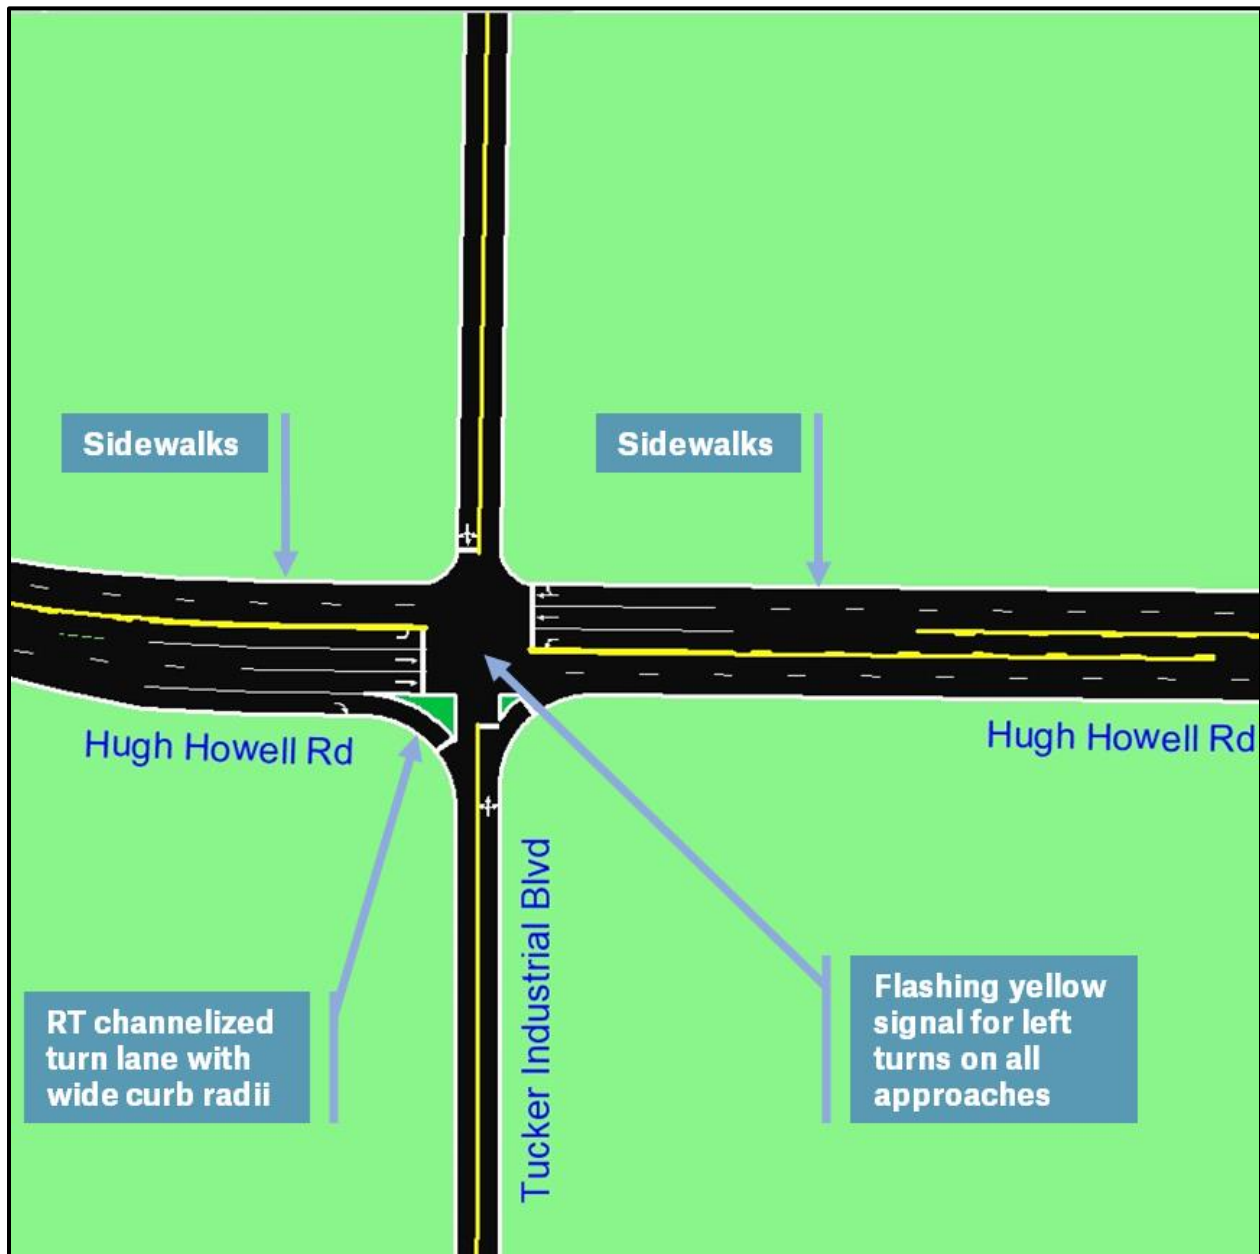 Sidewalks
Sidewalks
Hugh Howell Rd
Hugh Howell Rd
Tucker Industrial Blvd
RT channelized
turn lane with
wide curb radii
Flashing yellow
signal for left
turns on all
approaches